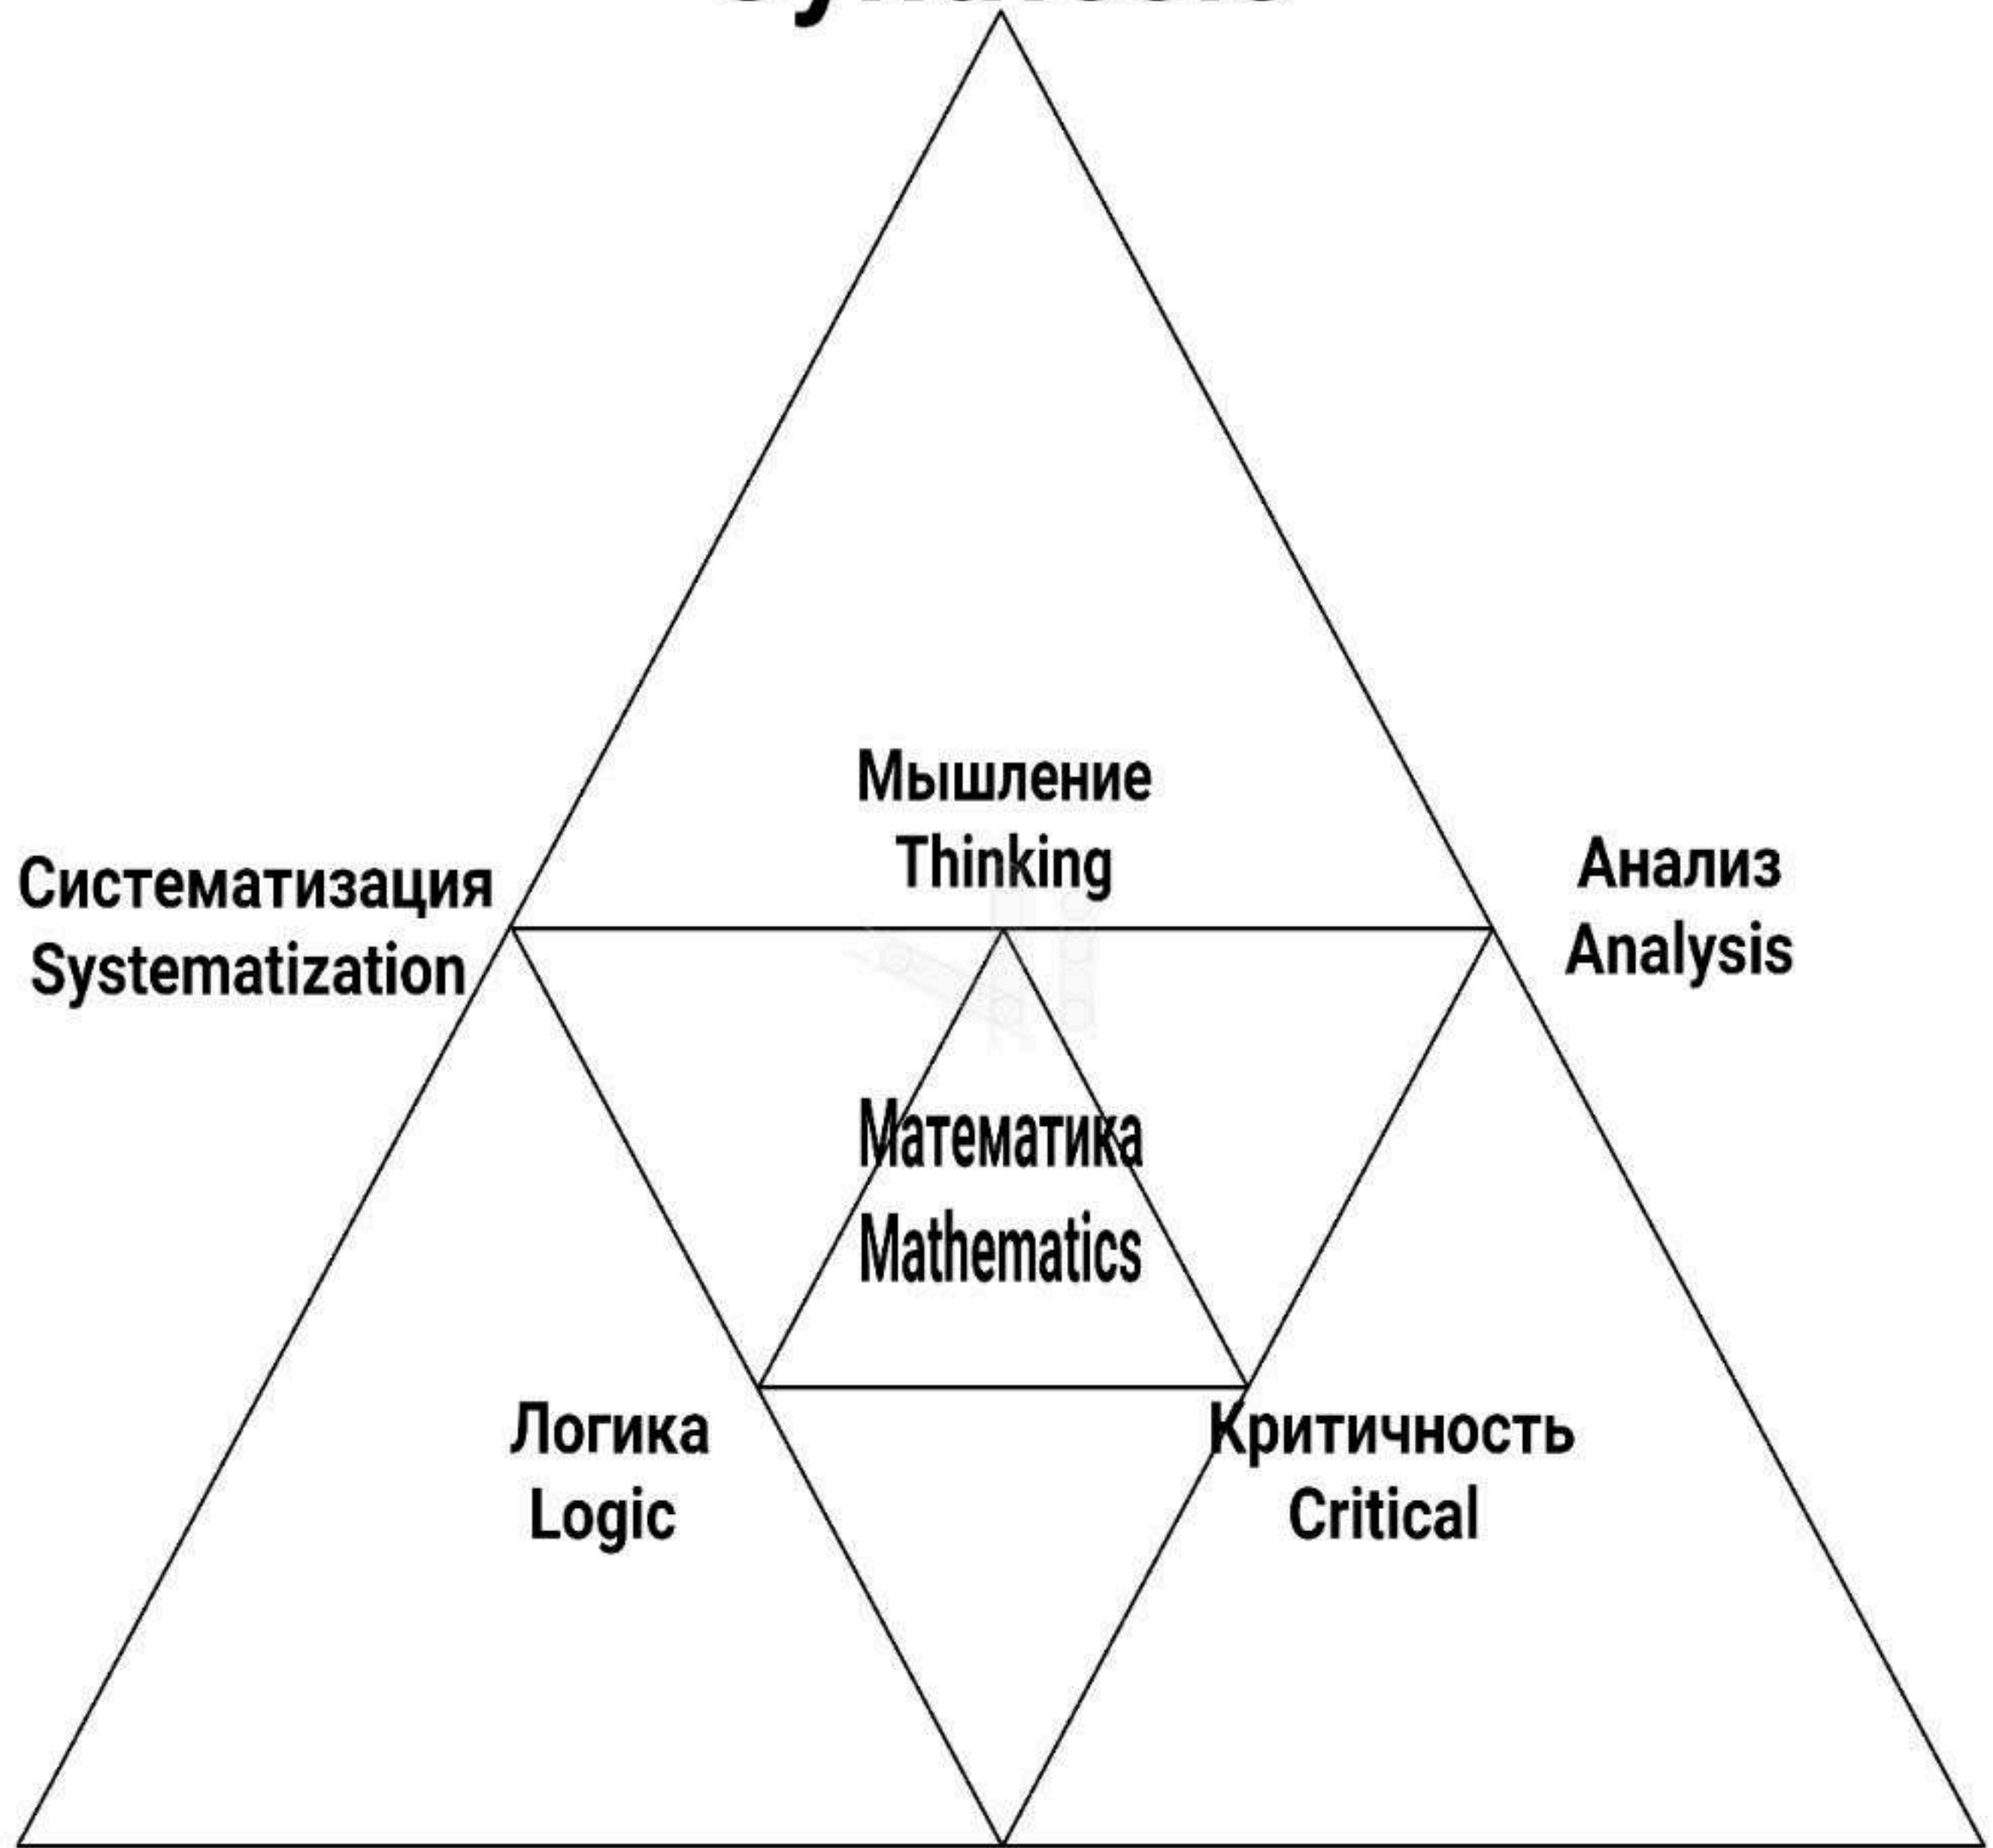 Мышление
Thinking
Систематизация
Systematization
Анализ
Analysis
Математика
Mathematics
Логика
Logic
Критичность
Critical